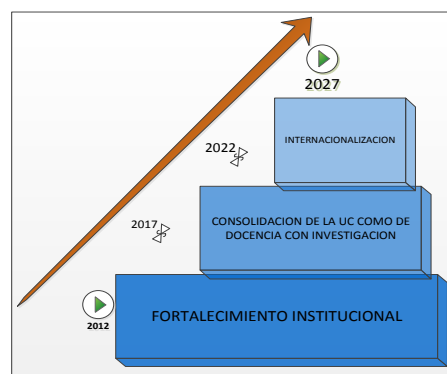 2027
INTERNACIONALIZACION
2022
CONSOLIDACION DE LA UC COMO DE
DOCENCIA CON INVESTIGACION
2017
FORTALECIMIENTO INSTITUCIONAL
2012